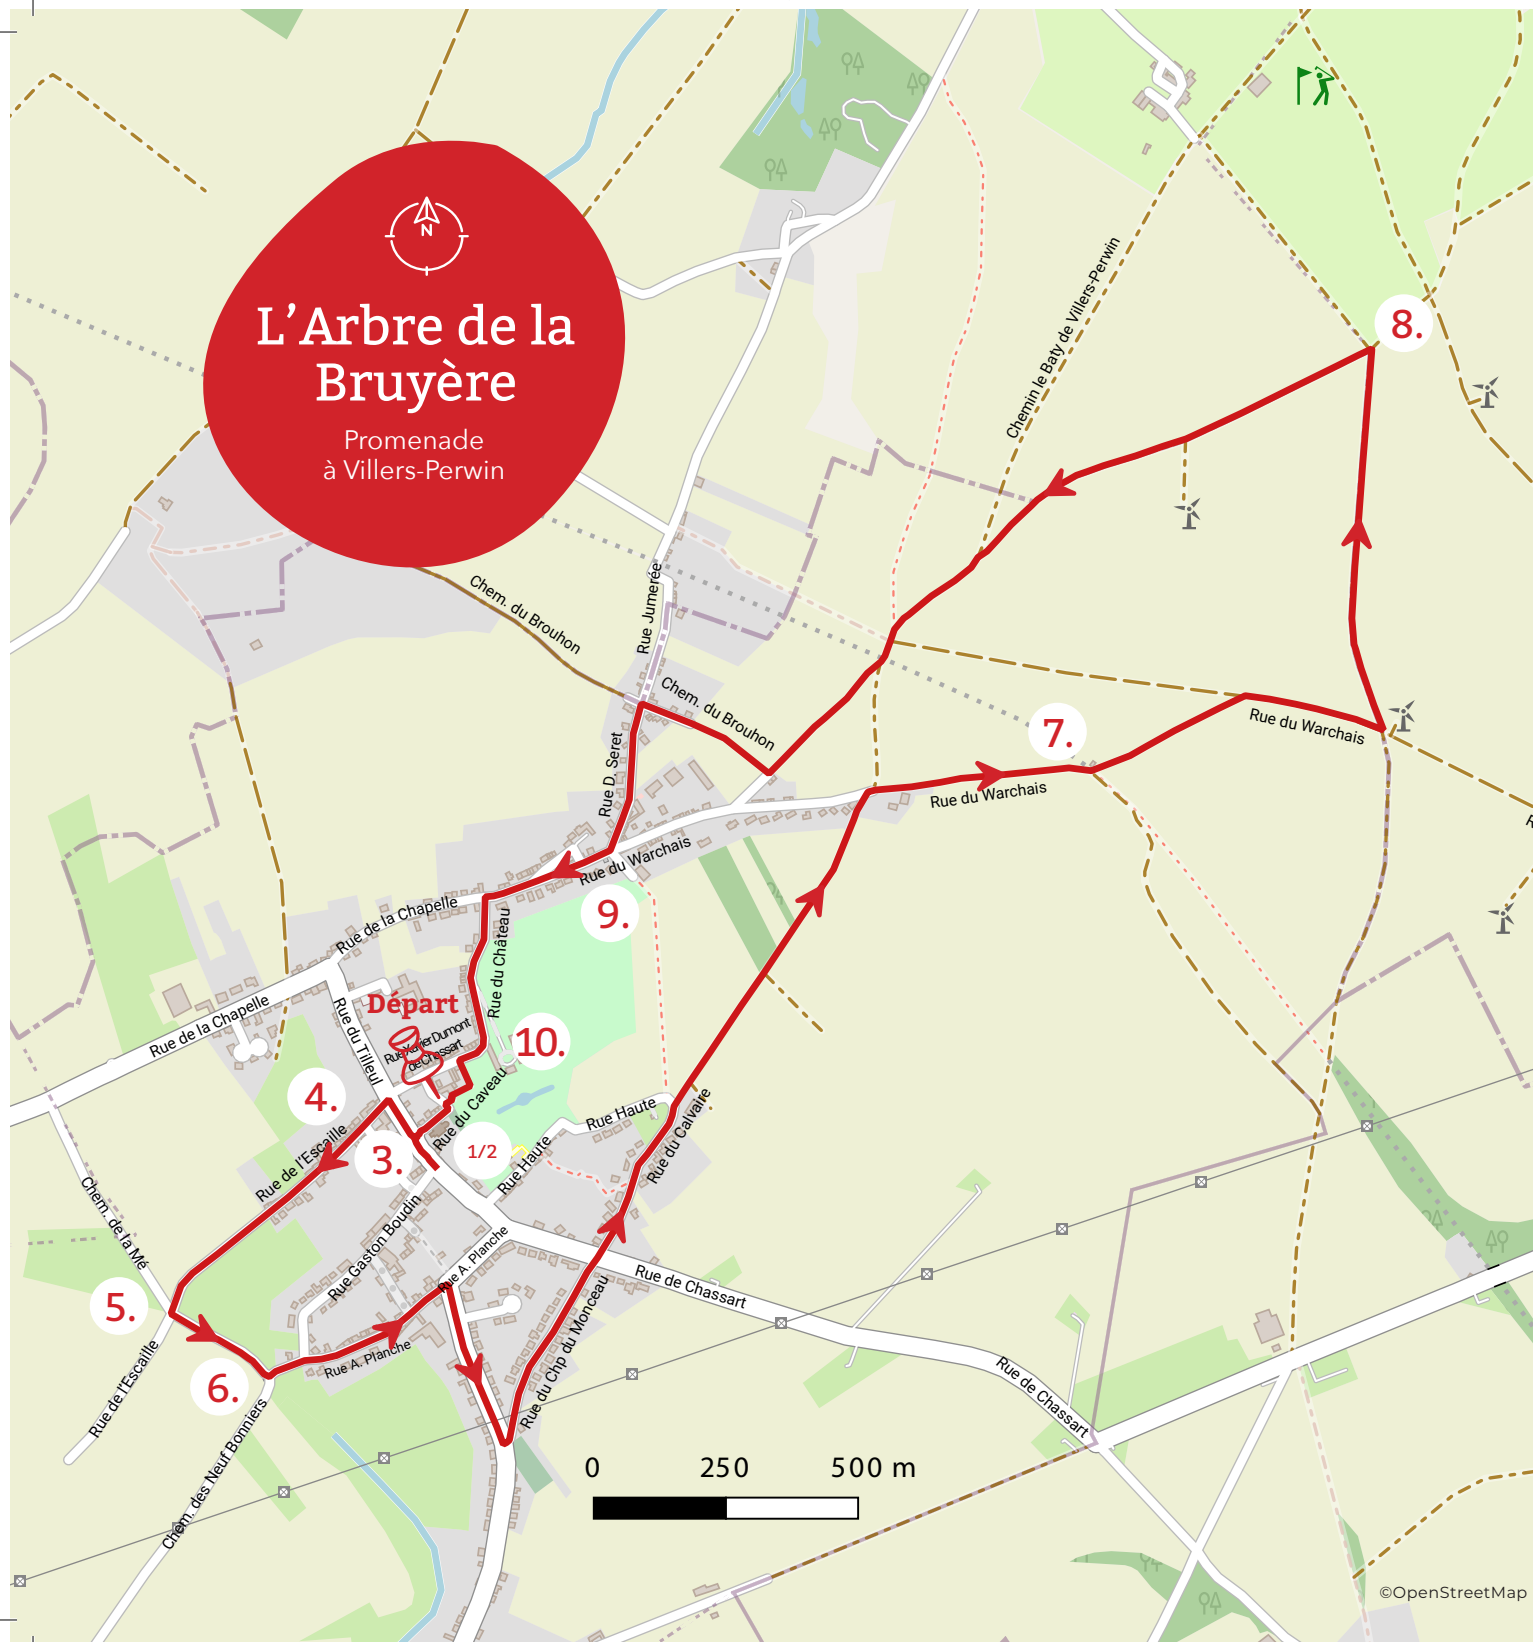 N
L’Arbre de la
Bruyère
Promenade
à Villers-Perwin
8.
Chemin le Baty de Villers-Perwin
Chem. du Brouhon
Rue Jumerée
Chem. du Brouhon
7.
Rue du Warchais
Rue D. Seret
Rue du Warchais
R
Rue du Warchais
9.
Rue de la Chapelle
Rue du Château
Départ
Rue de la Chapelle
Rue du Tilleul
Rue Xavier Dumont
de Chassart
10.
4.
Rue du Caveau
Rue Haute
Rue du Calvaire
3.
1/2
Rue de l'Escaille
Rue Haute
Chem. de la Mé
Rue Gaston Boudin
Rue A. Planche
Rue de Chassart
5.
Rue du Chp du Monceau
Rue A. Planche
6.
Rue de l'Escaille
Rue de Chassart
Chem. des Neuf Bonniers
0 250 500 m
©OpenStreetMap